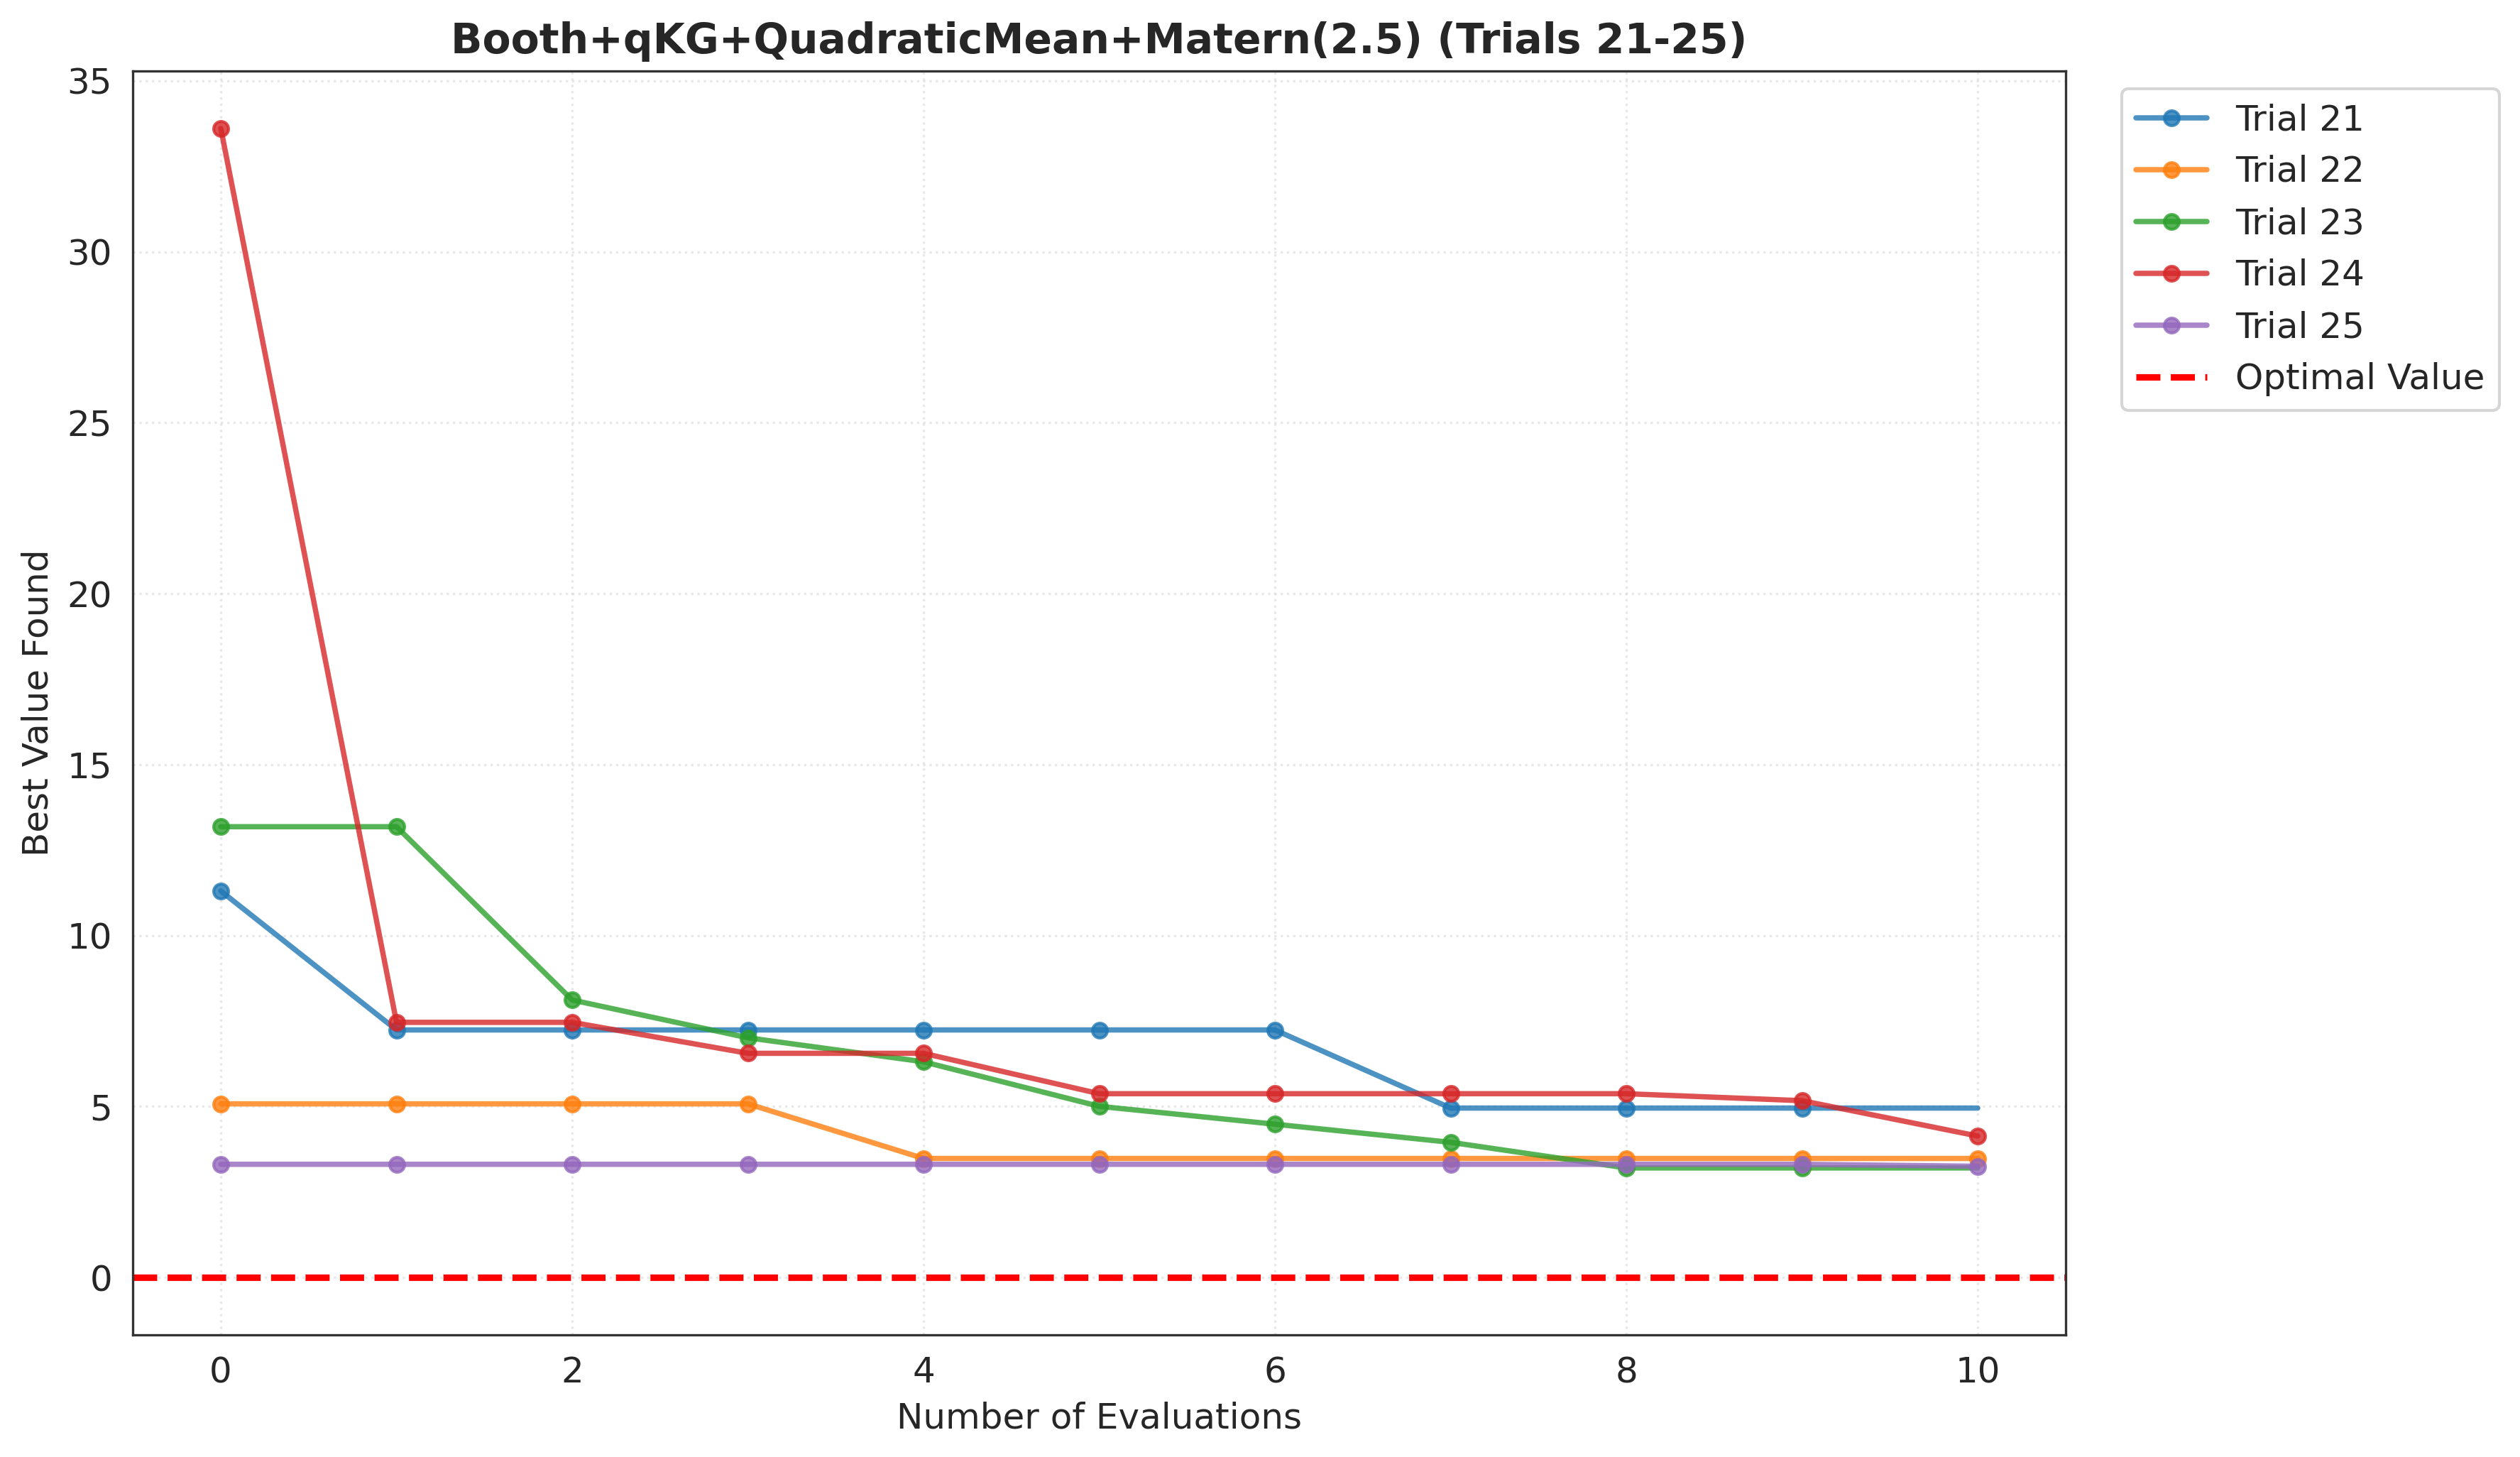 Booth+qKG+QuadraticMean+Matern(2.5) (Trials 21-25)
35
30
25
20
15
10
5
0
Best Value Found
0 2 4 6 8 10
Number of Evaluations
Trial 21
Trial 22
Trial 23
Trial 24
Trial 25
Optimal Value